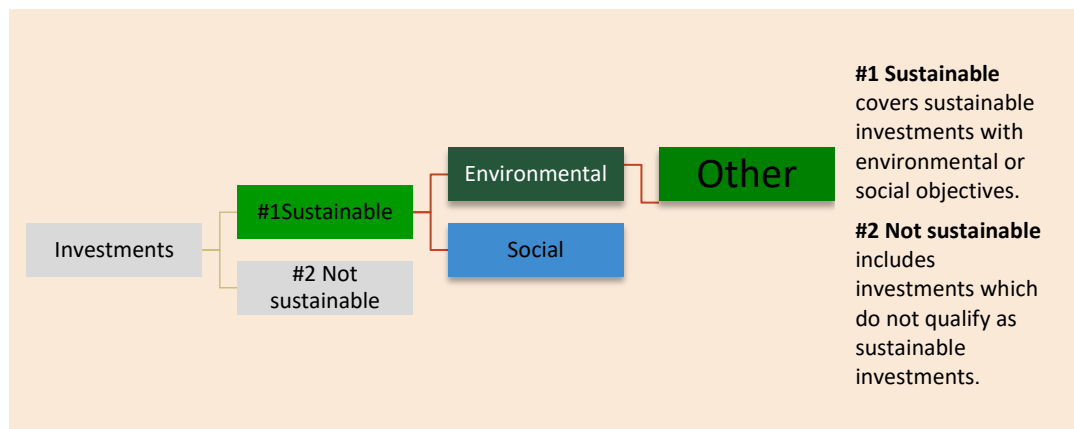 Investments
#1Sustainable
#2 Not
sustainable
Environmental
Social
Other
#1 Sustainable
covers sustainable
investments with
environmental or
social objectives.
#2 Not sustainable
includes
investments which
do not qualify as
sustainable
investments.